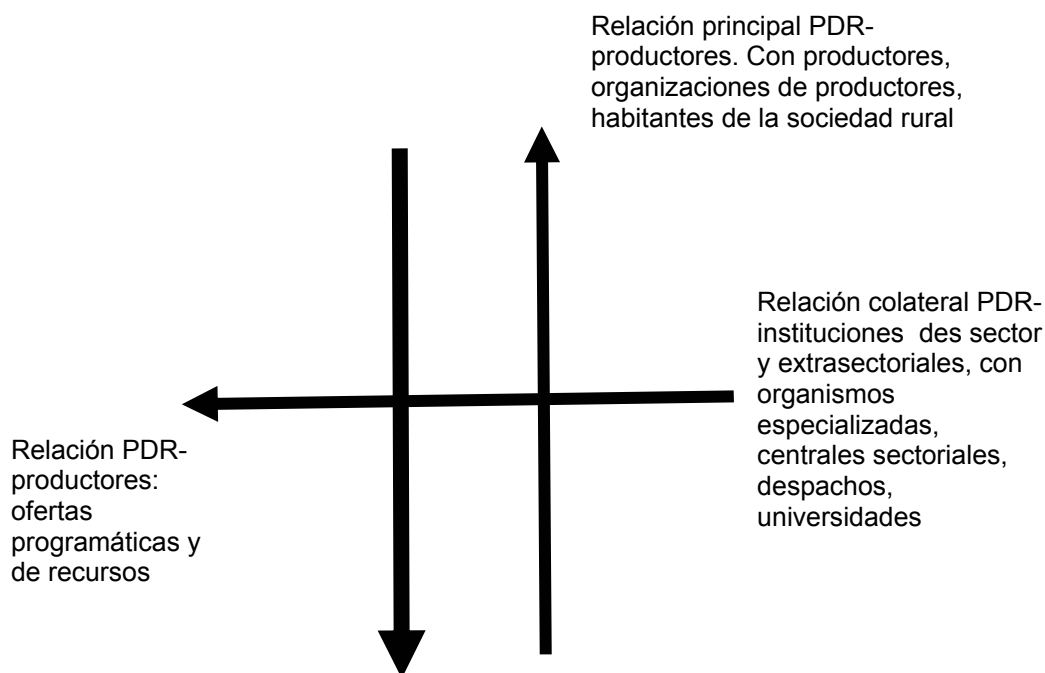 Relación principal PDR-
productores. Con productores,
organizaciones de productores,
habitantes de la sociedad rural
Relación colateral PDR-
instituciones  des sector
y extrasectoriales, con
organismos
especializadas,
centrales sectoriales,
despachos,
universidades
Relación PDR-
productores:
ofertas
programáticas y
de recursos